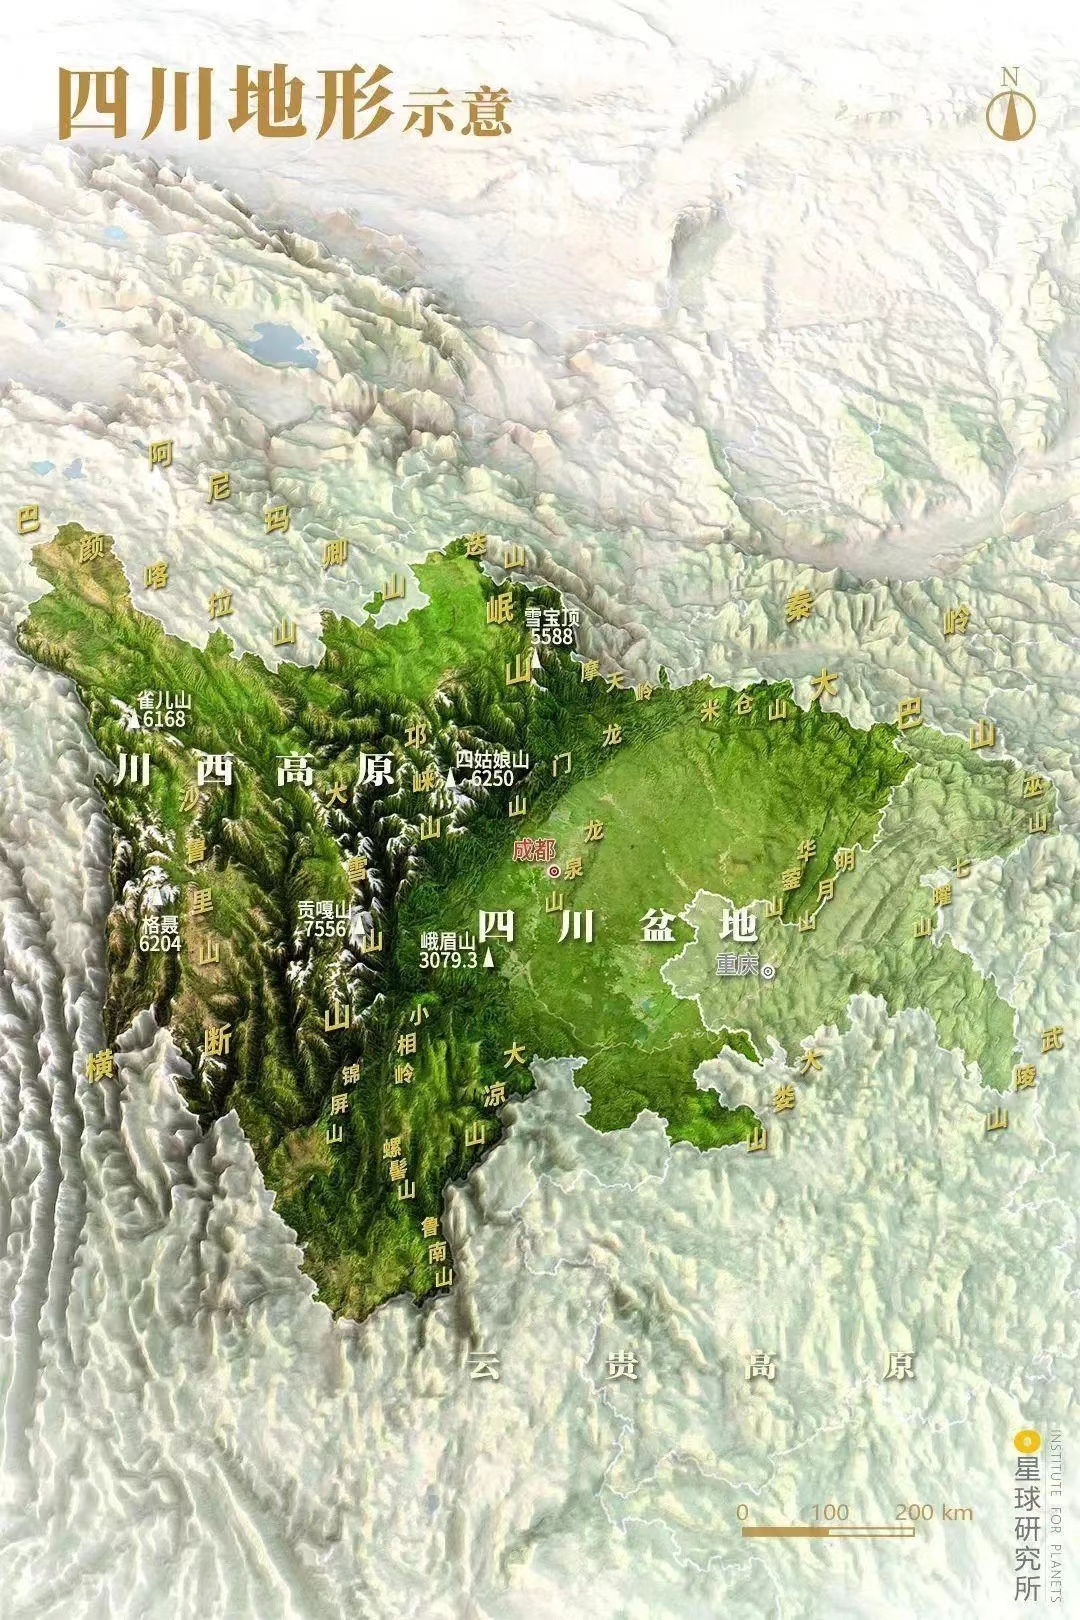 四川地形示意
N
阿尼玛卿山
巴颜喀拉山
迭山
岷山
雪宝顶
5588
秦岭
摩天岭
米仓山
大巴山
雀儿山
6168
川西高原
邛崃山
四姑娘山
6250
龙门山
巫山
沙鲁里山
大雪山
成都
龙泉山
华蓥山
明月山
七曜山
格聂
6204
贡嘎山
7556
峨眉山
3079.3
四川盆地
重庆
横断山
小相岭
大凉山
锦屏山
螺髻山
鲁南山
大娄山
武陵山
云贵高原
0 100 200 km
星球研究所
INSTITUTE FOR PLANETS